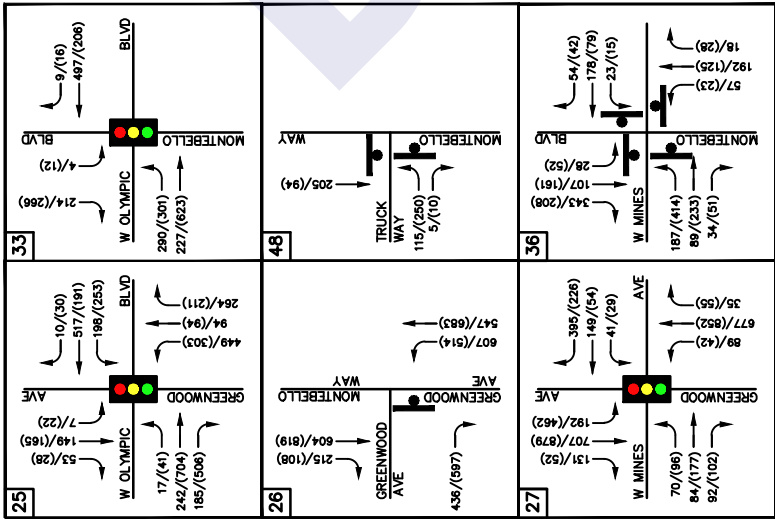 33
9/(16)
497/(206)
BLVD
BLVD
MONTEBELLO
W OLYMPIC
4/(12)
214/(266)
290/(301)
227/(623)
48
WAY
MONTEBELLO
TRUCK
WAY
205/(94)
115/(250)
5/(10)
36
54/(42)
178/(79)
23/(15)
18/(28)
192/(125)
57/(23)
BLVD
MONTEBELLO
W MINES
28/(52)
107/(161)
343/(208)
187/(414)
89/(233)
34/(51)
25
10/(30)
517/(191)
198/(253)
BLVD
264/(211)
94/(94)
449/(303)
AVE
GREENWOOD
W OLYMPIC
7/(22)
149/(165)
53/(28)
17/(41)
242/(704)
185/(506)
26
547/(683)
607/(514)
MONTEBELLO
WAY
GREENWOOD
AVE
GREENWOOD
AVE
604/(819)
215/(108)
436/(597)
27
395/(226)
149/(54)
41/(29)
AVE
35/(55)
677/(852)
89/(42)
AVE
GREENWOOD
W MINES
192/(462)
707/(879)
131/(52)
70/(96)
84/(177)
92/(102)